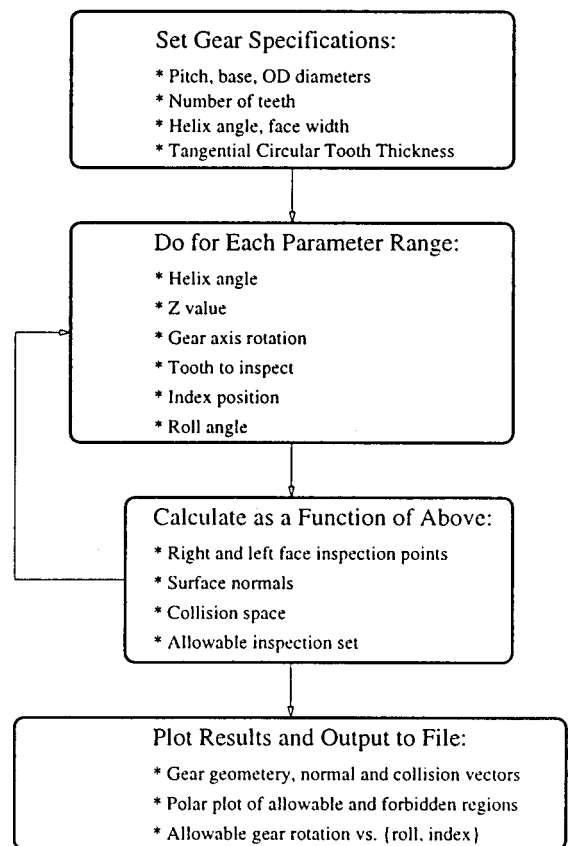 Set Gear Specifications:
* Pitch, base, OD diameters
* Number of teeth
* Helix angle, face width
* Tangential Circular Tooth Thickness
Do for Each Parameter Range:
* Helix angle
* Z value
* Gear axis rotation
* Tooth to inspect
* Index position
* Roll angle
Calculate as a Function of Above:
* Right and left face inspection points
* Surface normals
* Collision space
* Allowable inspection set
Plot Results and Output to File:
* Gear geometery, normal and collision vectors
* Polar plot of allowable and forbidden regions
* Allowable gear rotation vs. {roll, index}